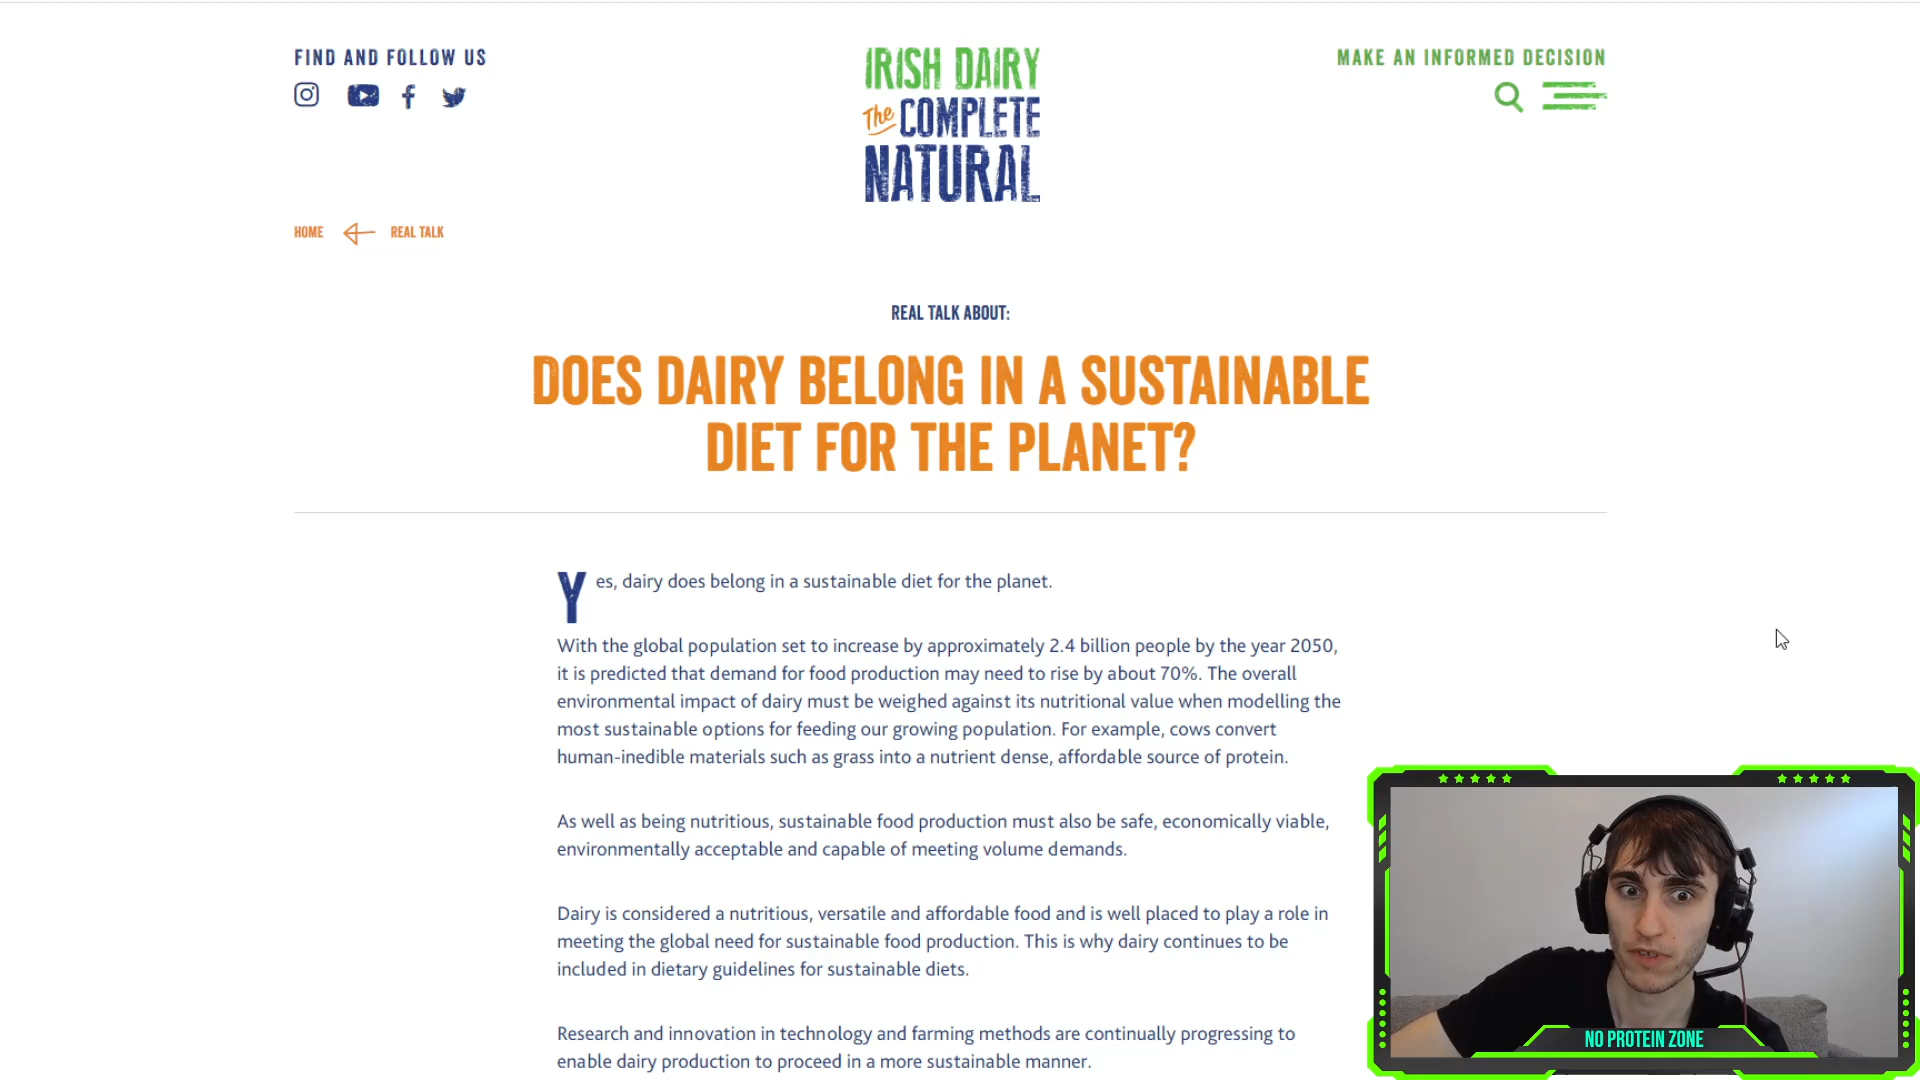 FIND AND FOLLOW US
IRISH DAIRY
The COMPLETE
NATURAL
MAKE AN INFORMED DECISION
HOME
REAL TALK
REAL TALK ABOUT:
DOES DAIRY BELONG IN A SUSTAINABLE
DIET FOR THE PLANET?
Yes, dairy does belong in a sustainable diet for the planet.
With the global population set to increase by approximately 2.4 billion people by the year 2050,
it is predicted that demand for food production may need to rise by about 70%. The overall
environmental impact of dairy must be weighed against its nutritional value when modelling the
most sustainable options for feeding our growing population. For example, cows convert
human-inedible materials such as grass into a nutrient dense, affordable source of protein.
As well as being nutritious, sustainable food production must also be safe, economically viable,
environmentally acceptable and capable of meeting volume demands.
Dairy is considered a nutritious, versatile and affordable food and is well placed to play a role in
meeting the global need for sustainable food production. This is why dairy continues to be
included in dietary guidelines for sustainable diets.
Research and innovation in technology and farming methods are continually progressing to
enable dairy production to proceed in a more sustainable manner.
NO PROTEIN ZONE